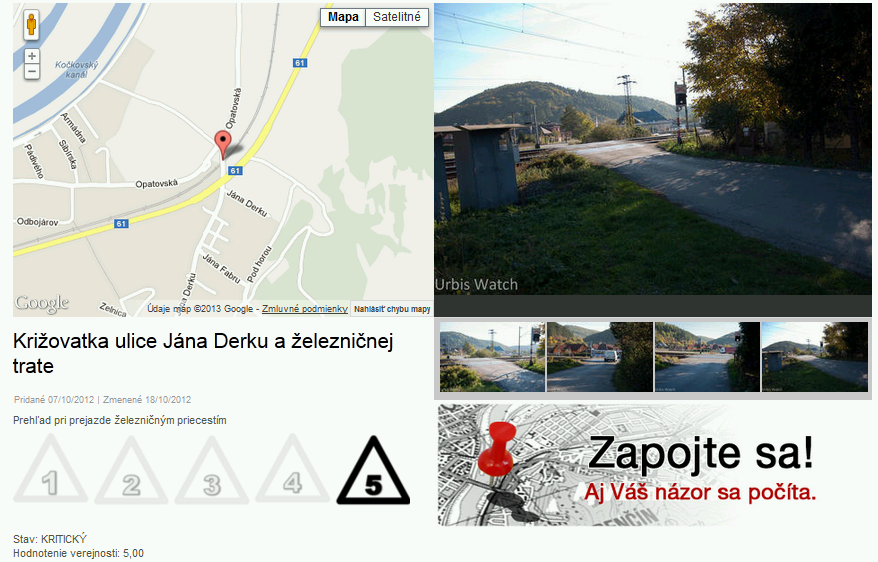 Mapa
Satelitné
Kočkovský
kanál
61
Opatovská
Armádna
Sibírska
Pádivého
Opatovská
61
Jána Derku
Odbojárov
61
Jána Fabru
Pod horou
Jána Derku
Zelnica
Google
Údaje máp ©2013 Google - Zmluvné podmienky
Nahlásiť chybu mapy
Urbis Watch
Križovatka ulice Jána Derku a železničnej
trate
Pridané 07/10/2012 | Zmenené 18/10/2012
Prehľad pri prejazde železničným priecestím
1 2 3 4 5
Zapojte sa!
Aj Váš názor sa počíta.
Stav: KRITICKÝ
Hodnotenie verejnosti: 5,00